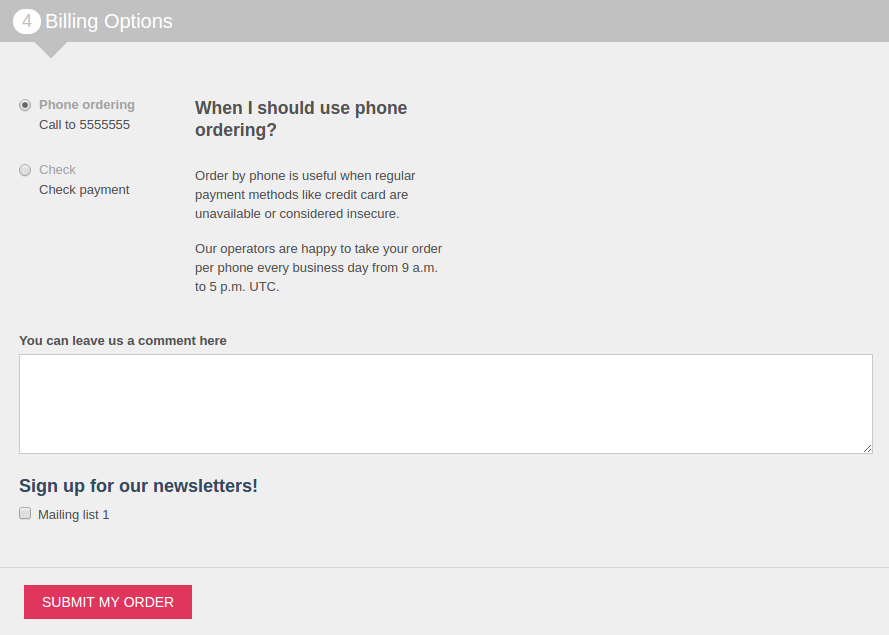 4 Billing Options
Phone ordering
Call to 5555555
Check
Check payment
When I should use phone
ordering?
Order by phone is useful when regular
payment methods like credit card are
unavailable or considered insecure.
Our operators are happy to take your order
per phone every business day from 9 a.m.
to 5 p.m. UTC.
You can leave us a comment here
Sign up for our newsletters!
Mailing list 1
SUBMIT MY ORDER